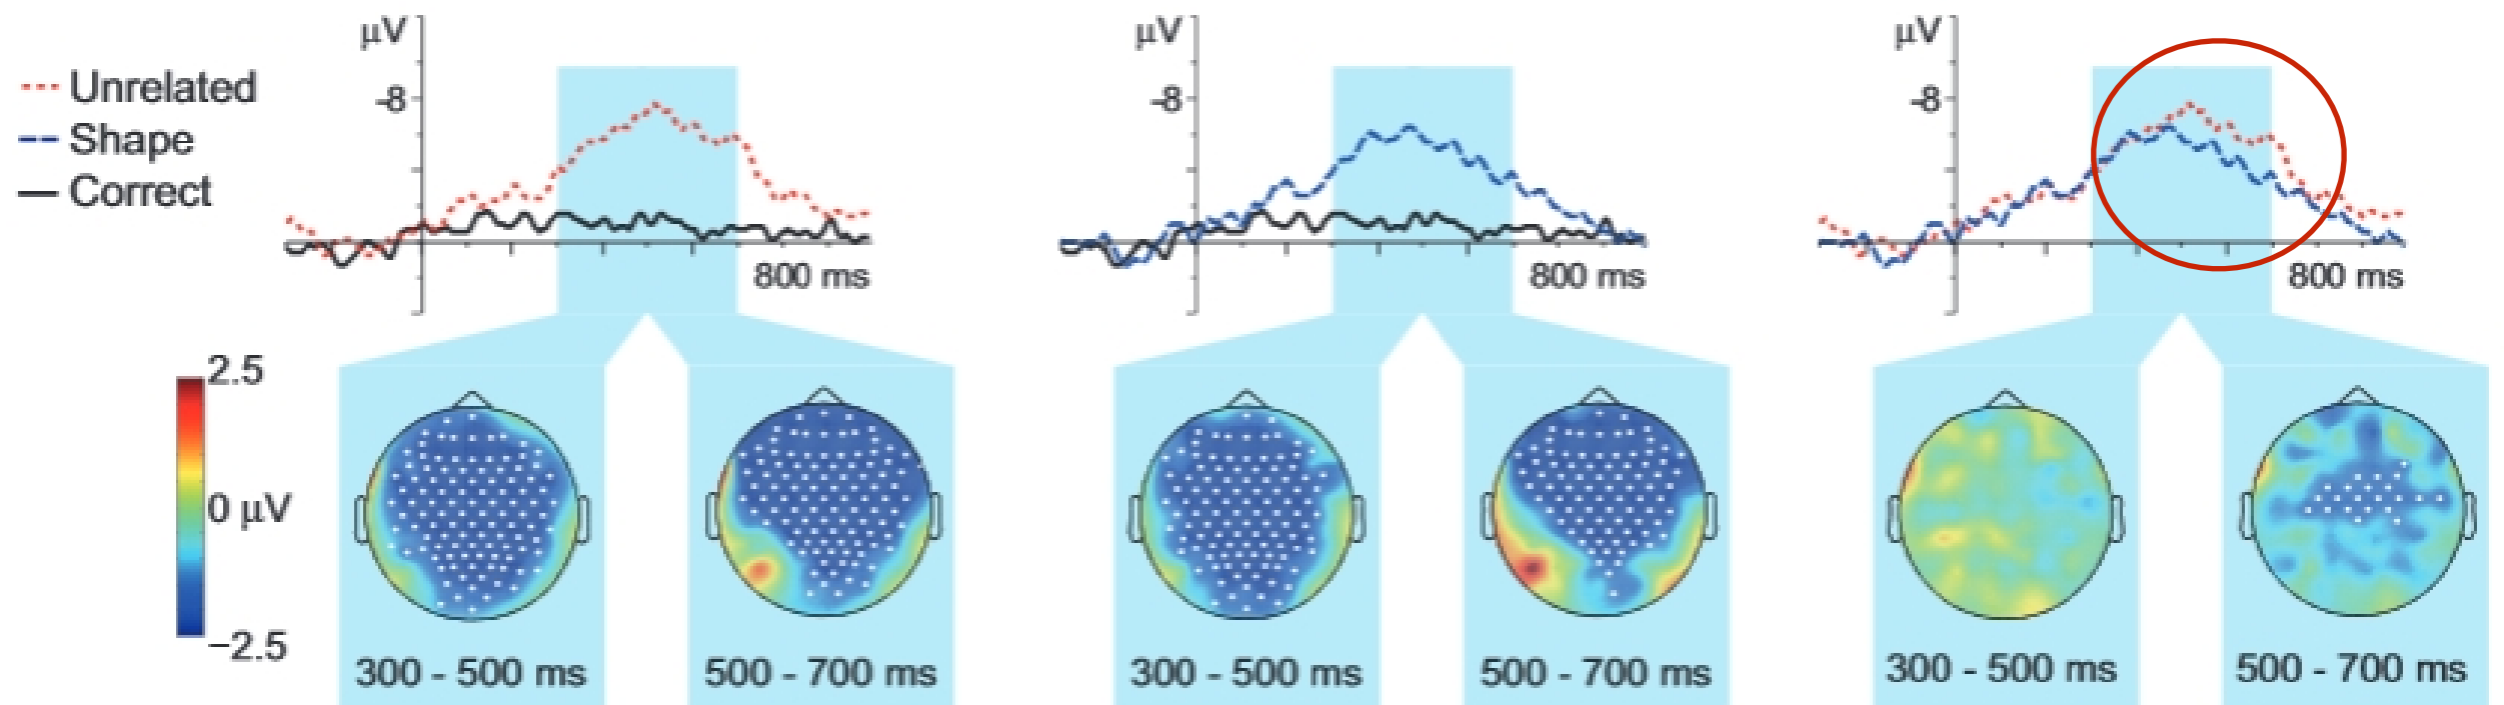 μV
μV
μV
Unrelated
Shape
Correct
-8
-8
-8
800 ms
800 ms
800 ms
2.5
0 μV
−2.5
300 - 500 ms
500 - 700 ms
300 - 500 ms
500 - 700 ms
300 - 500 ms
500 - 700 ms